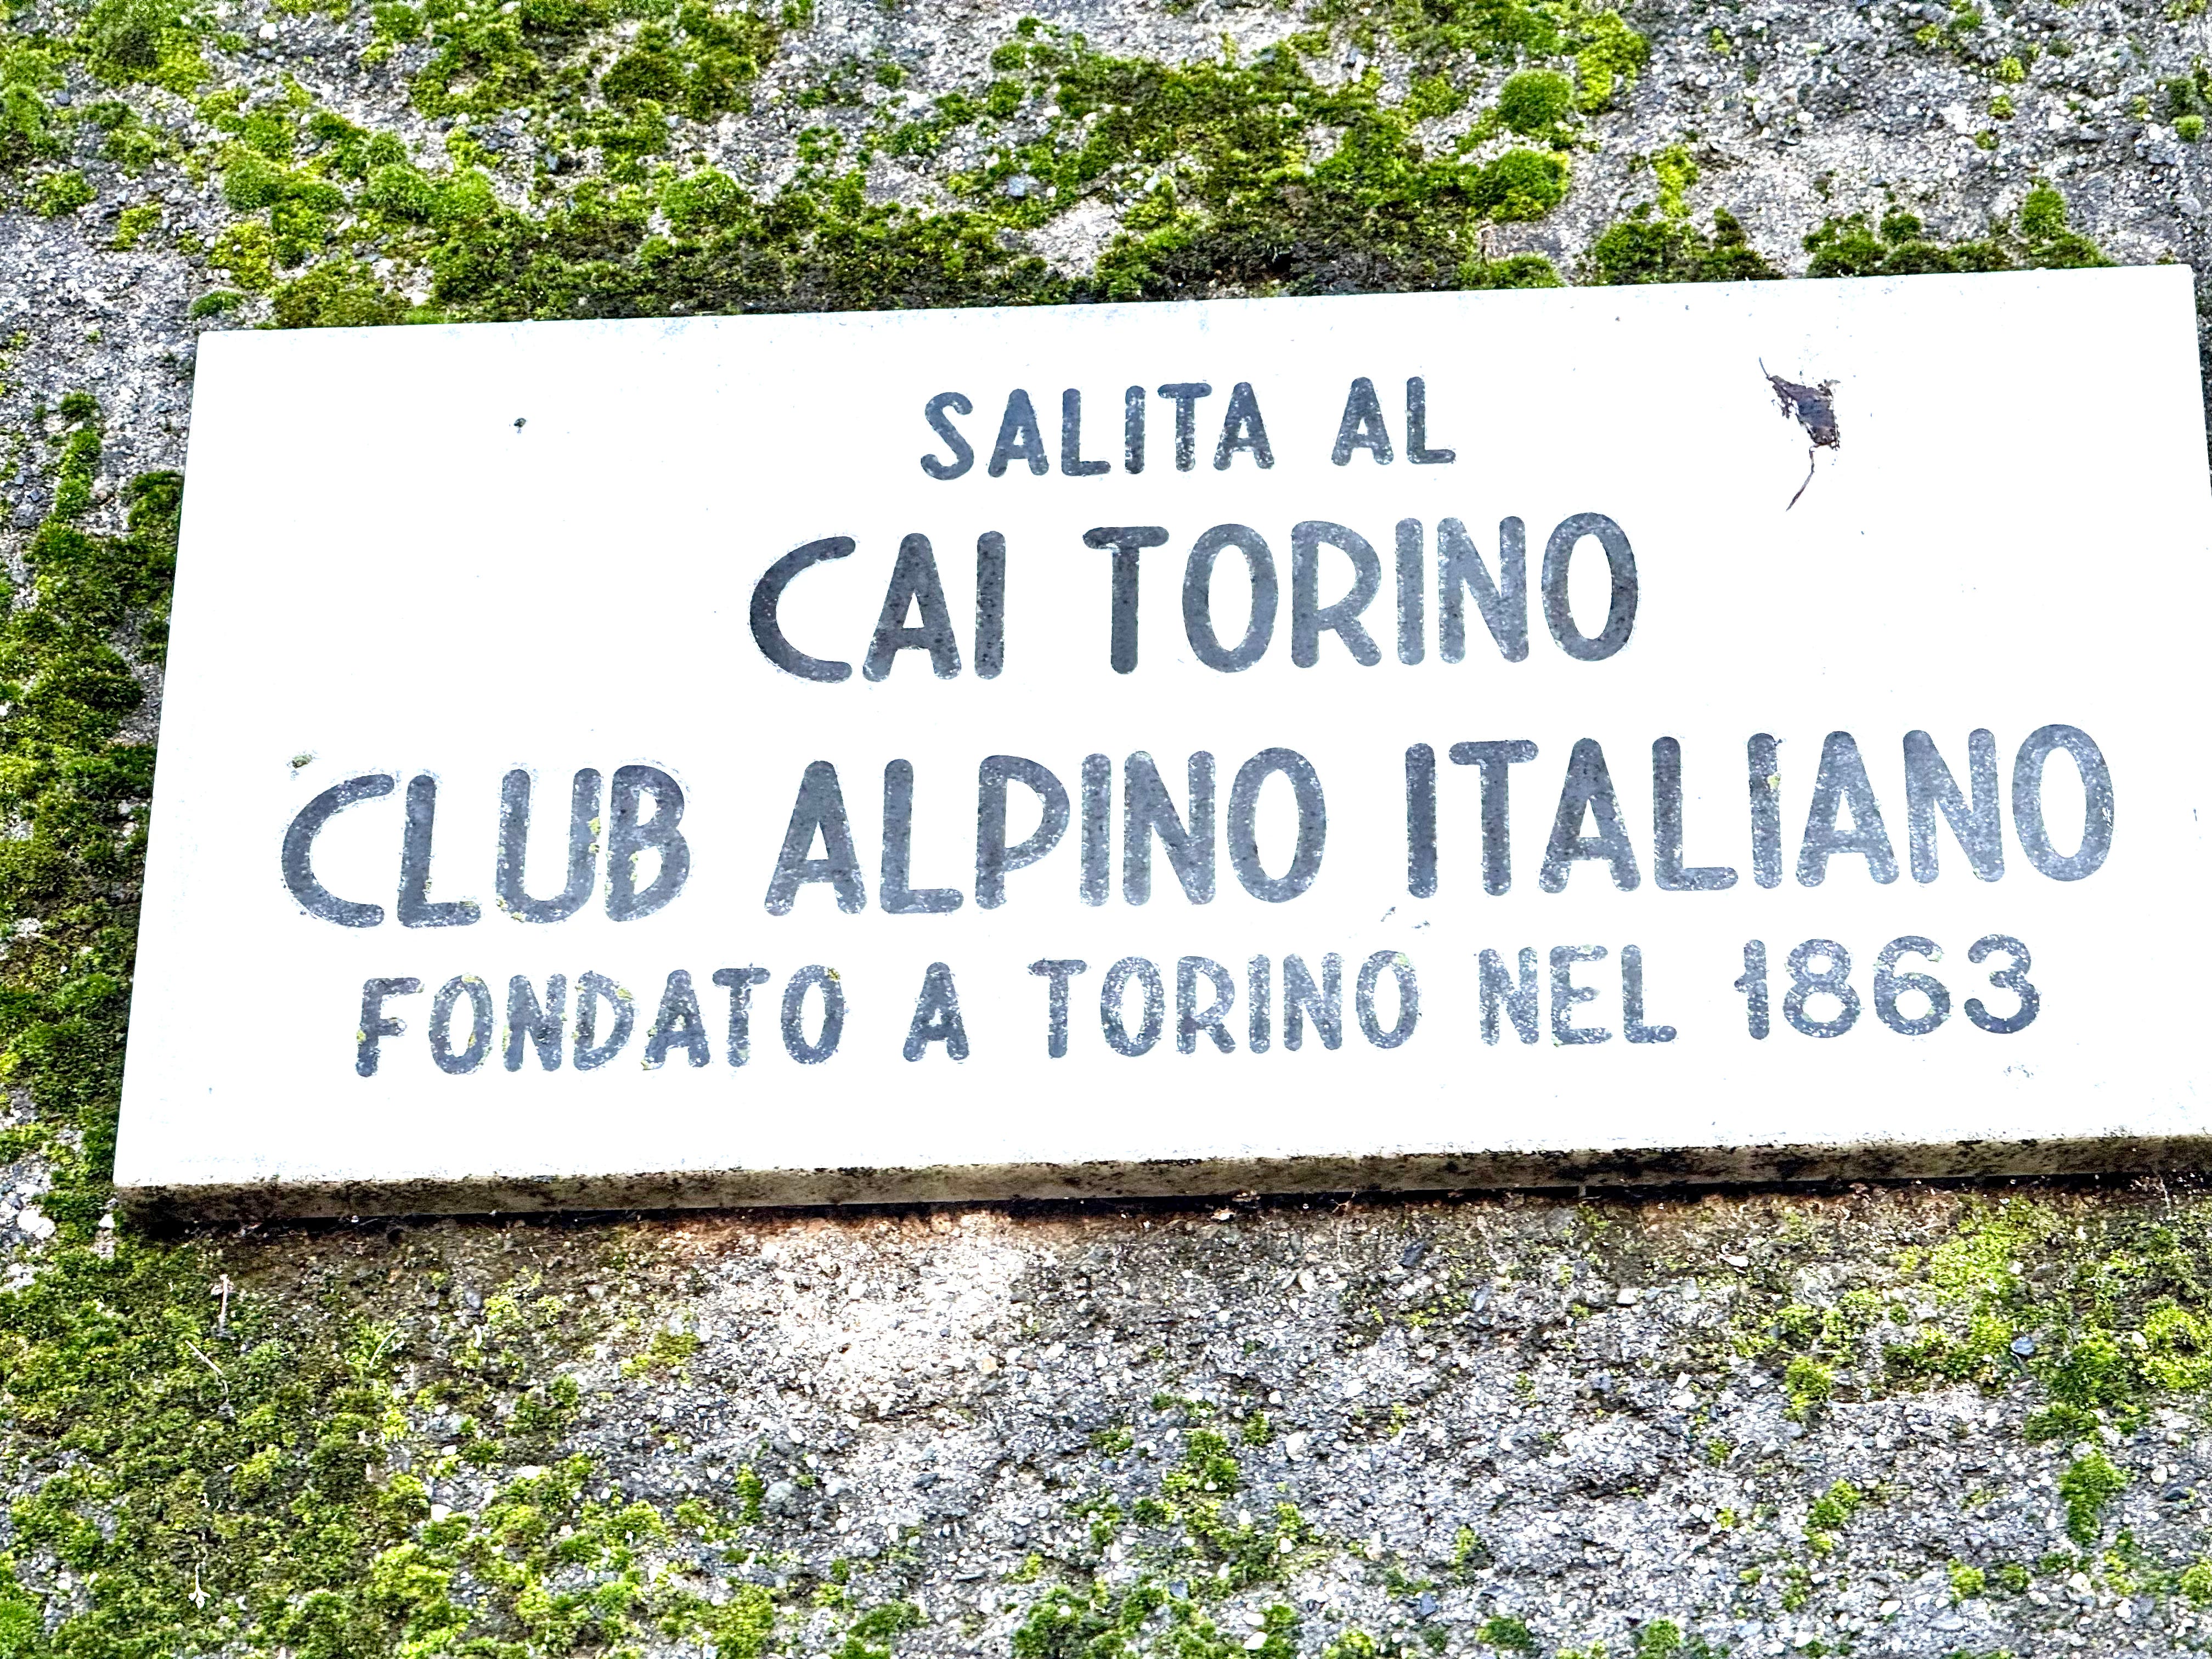 SALITA AL
CAI TORINO
CLUB ALPINO ITALIANO
FONDATO A TORINO NEL 1863